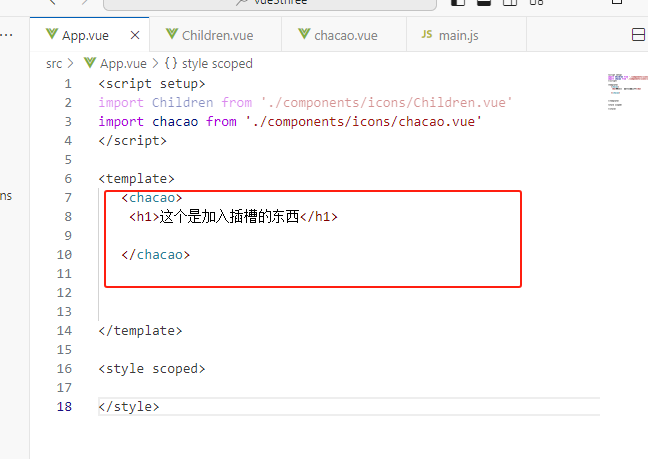 vue3three
App.vue
Children.vue
chacao.vue
JS main.js
src > App.vue > {} style scoped
1 <script setup>
2 import Children from './components/icons/Children.vue'
3 import chacao from './components/icons/chacao.vue'
4 </script>
5
6 <template>
7 <chacao>
8 <h1>这个是加入插槽的东西</h1>
9
10 </chacao>
11
12
13
14 </template>
15
16 <style scoped>
17
18 </style>
ns